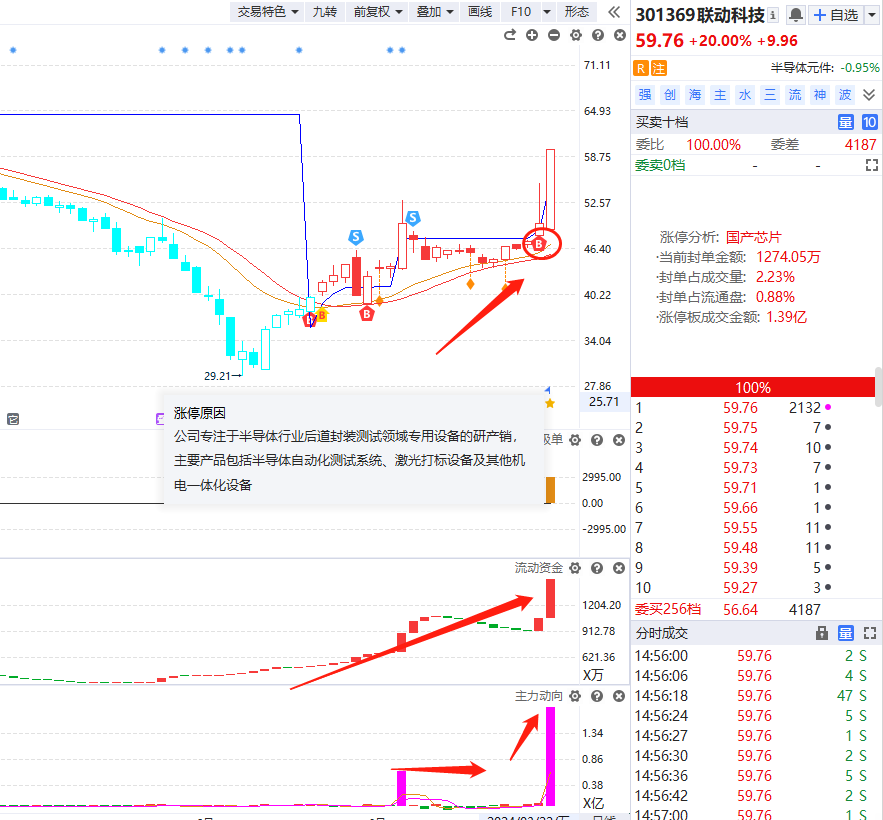 交易特色 九转 前复权 叠加 画线 F10 形态
301369联动科技 自选
59.76 +20.00% +9.96
R 注 半导体元件: -0.95%
强 创 海 主 水 三 流 神 波
买卖十档 量 10
委比 100.00% 委差 4187
委卖0档 - -
71.11
64.93
58.75
52.57
46.40
40.22
34.04
27.86
25.71
S
S
B
B
B
29.21
涨停分析: 国产芯片
·当前封单金额: 1274.05万
·封单占成交量: 2.23%
·封单占流通盘: 0.88%
·涨停板成交金额: 1.39亿
涨停原因
公司专注于半导体行业后道封装测试领域专用设备的研产销，
主要产品包括半导体自动化测试系统、激光打标设备及其他机
电一体化设备
单
2995.00
0.00
-2995.00
流动资金
1204.20
912.78
621.36
X万
主力动向
1.34
0.86
0.38
X亿
100%
1 59.76 2132
2 59.75 7
3 59.74 10
4 59.73 7
5 59.71 1
6 59.66 1
7 59.55 11
8 59.48 11
9 59.39 5
10 59.27 3
委买256档 56.64 4187
分时成交 量
14:56:00 59.76 2 S
14:56:06 59.76 4 S
14:56:18 59.76 47 S
14:56:24 59.76 5 S
14:56:27 59.76 1 S
14:56:30 59.76 2 S
14:56:36 59.76 5 S
14:56:42 59.76 2 S
14:57:00 59.76 1 S